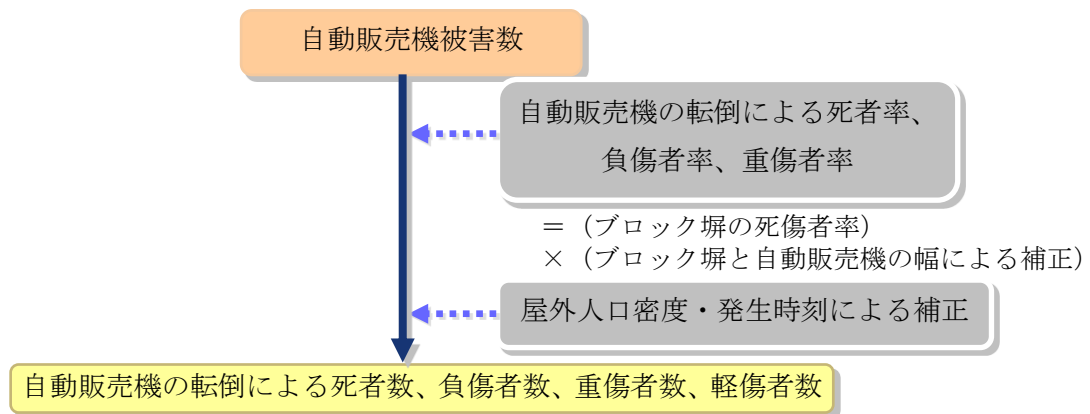 自動販売機被害数
自動販売機の転倒による死者率、
負傷者率、重傷者率
=（ブロック塀の死傷者率）
×（ブロック塀と自動販売機の幅による補正）
屋外人口密度・発生時刻による補正
自動販売機の転倒による死者数、負傷者数、重傷者数、軽傷者数